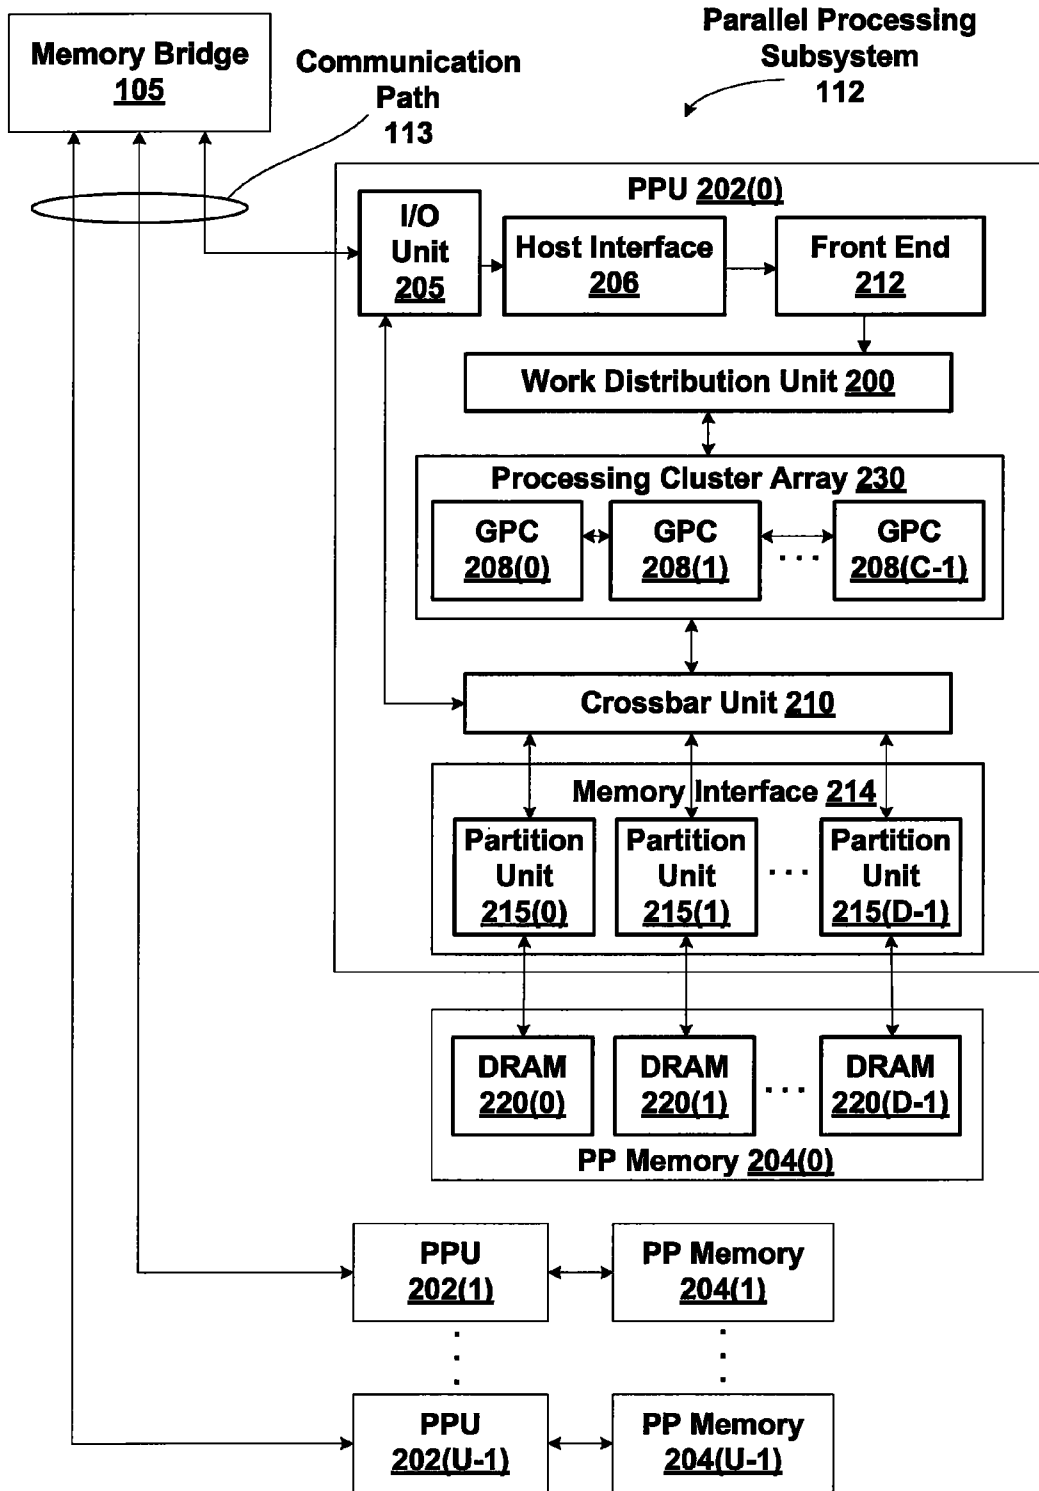 Parallel Processing
Subsystem
112
Memory Bridge
105
Communication
Path
113
PPU 202(0)
I/O
Unit
205
Host Interface
206
Front End
212
Work Distribution Unit 200
Processing Cluster Array 230
GPC
208(0)
GPC
208(1)
. . .
GPC
208(C-1)
Crossbar Unit 210
Memory Interface 214
Partition
Unit
215(0)
Partition
Unit
215(1)
. . .
Partition
Unit
215(D-1)
DRAM
220(0)
DRAM
220(1)
. . .
DRAM
220(D-1)
PP Memory 204(0)
PPU
202(1)
PP Memory
204(1)
PPU
202(U-1)
PP Memory
204(U-1)